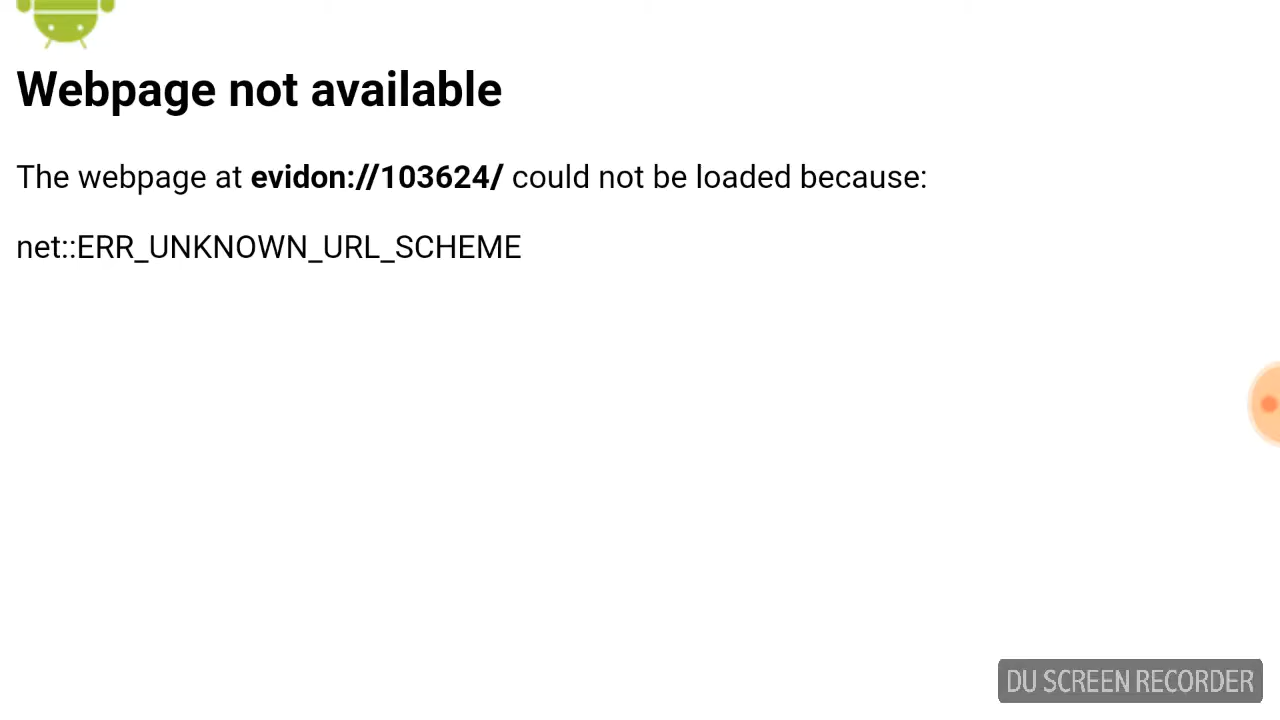 Webpage not available
The webpage at evidon://103624/ could not be loaded because:
net::ERR_UNKNOWN_URL_SCHEME
DU SCREEN RECORDER